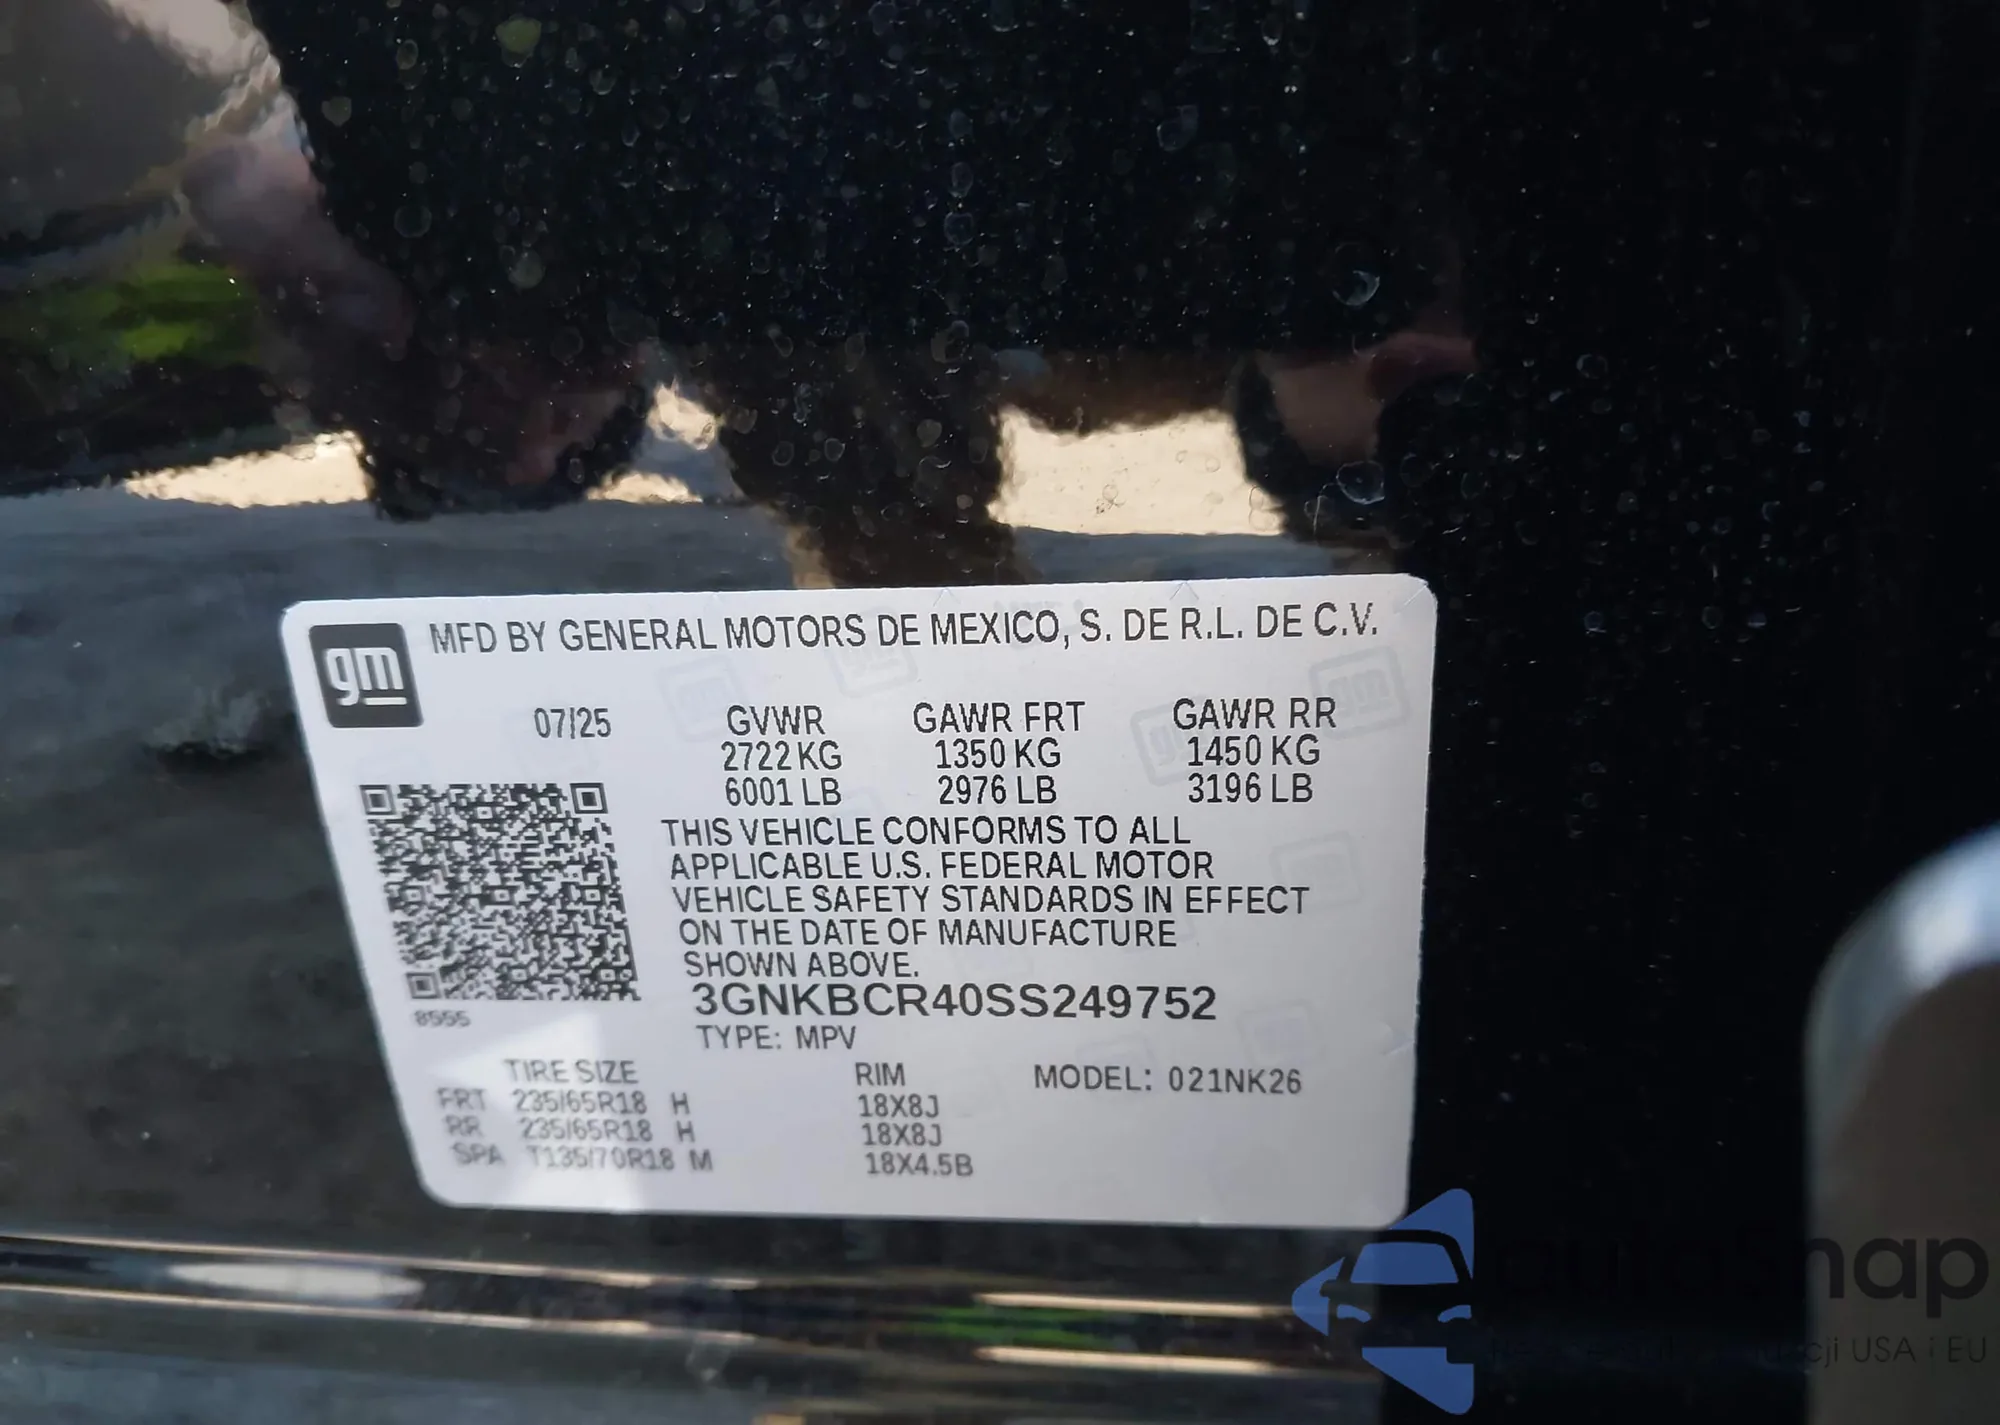 gm
MFD BY GENERAL MOTORS DE MEXICO, S. DE R.L. DE C.V.
07/25 GVWR GAWR FRT GAWR RR
2722 KG 1350 KG 1450 KG
6001 LB 2976 LB 3196 LB
THIS VEHICLE CONFORMS TO ALL
APPLICABLE U.S. FEDERAL MOTOR
VEHICLE SAFETY STANDARDS IN EFFECT
ON THE DATE OF MANUFACTURE
SHOWN ABOVE.
3GNKBCR40SS249752
8555
TYPE: MPV
TIRE SIZE RIM MODEL: 021NK26
FRT 235/65R18 H 18X8J
RR 235/65R18 H 18X8J
SPA T135/70R18 M 18X4.5B
autosnap
USA i EU